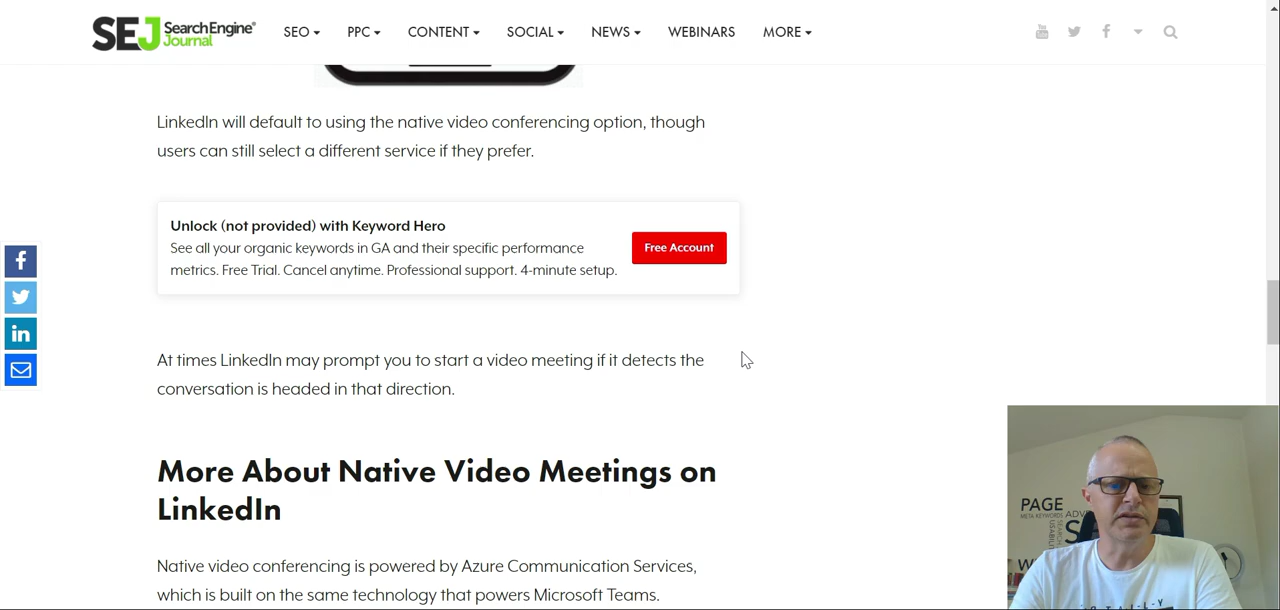 SEJ SearchEngine Journal
SEO PPC CONTENT SOCIAL NEWS WEBINARS MORE
LinkedIn will default to using the native video conferencing option, though
users can still select a different service if they prefer.
Unlock (not provided) with Keyword Hero
See all your organic keywords in GA and their specific performance
metrics. Free Trial. Cancel anytime. Professional support. 4-minute setup.
Free Account
At times LinkedIn may prompt you to start a video meeting if it detects the
conversation is headed in that direction.
More About Native Video Meetings on
LinkedIn
Native video conferencing is powered by Azure Communication Services,
which is built on the same technology that powers Microsoft Teams.
PAGE
META KEYWORDS